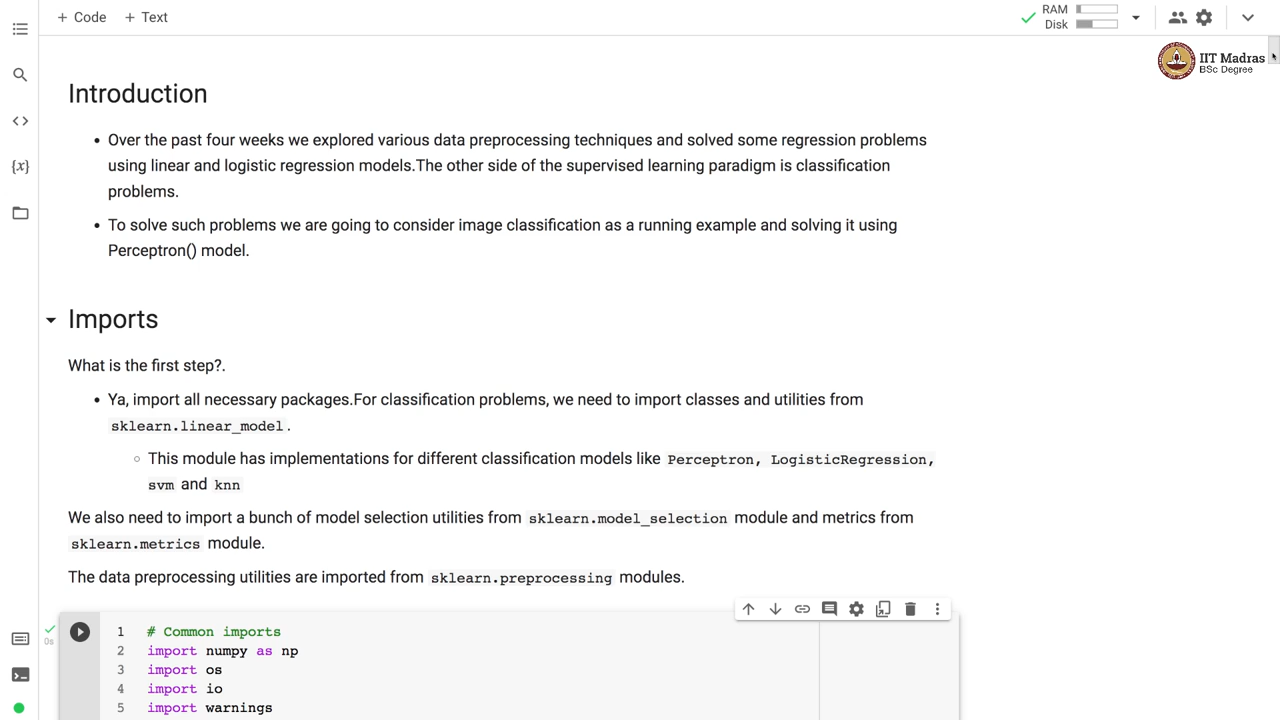 + Code + Text
RAM
Disk
IIT Madras
BSc Degree
Introduction
• Over the past four weeks we explored various data preprocessing techniques and solved some regression problems
using linear and logistic regression models.The other side of the supervised learning paradigm is classification
problems.
• To solve such problems we are going to consider image classification as a running example and solving it using
Perceptron() model.
Imports
What is the first step?.
• Ya, import all necessary packages.For classification problems, we need to import classes and utilities from
sklearn.linear_model.
◦ This module has implementations for different classification models like Perceptron, LogisticRegression,
svm and knn
We also need to import a bunch of model selection utilities from sklearn.model_selection module and metrics from
sklearn.metrics module.
The data preprocessing utilities are imported from sklearn.preprocessing modules.
0s
1 # Common imports
2 import numpy as np
3 import os
4 import io
5 import warnings